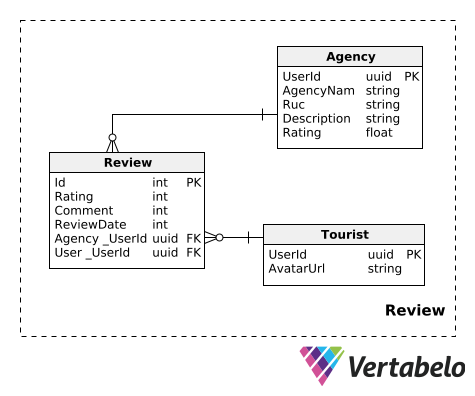 Agency
UserId uuid PK
AgencyNam string
Ruc string
Description string
Rating float
Review
Id int PK
Rating int
Comment int
ReviewDate int
Agency _UserId uuid FK
User _UserId uuid FK
Tourist
UserId uuid PK
AvatarUrl string
Review
Vertabelo